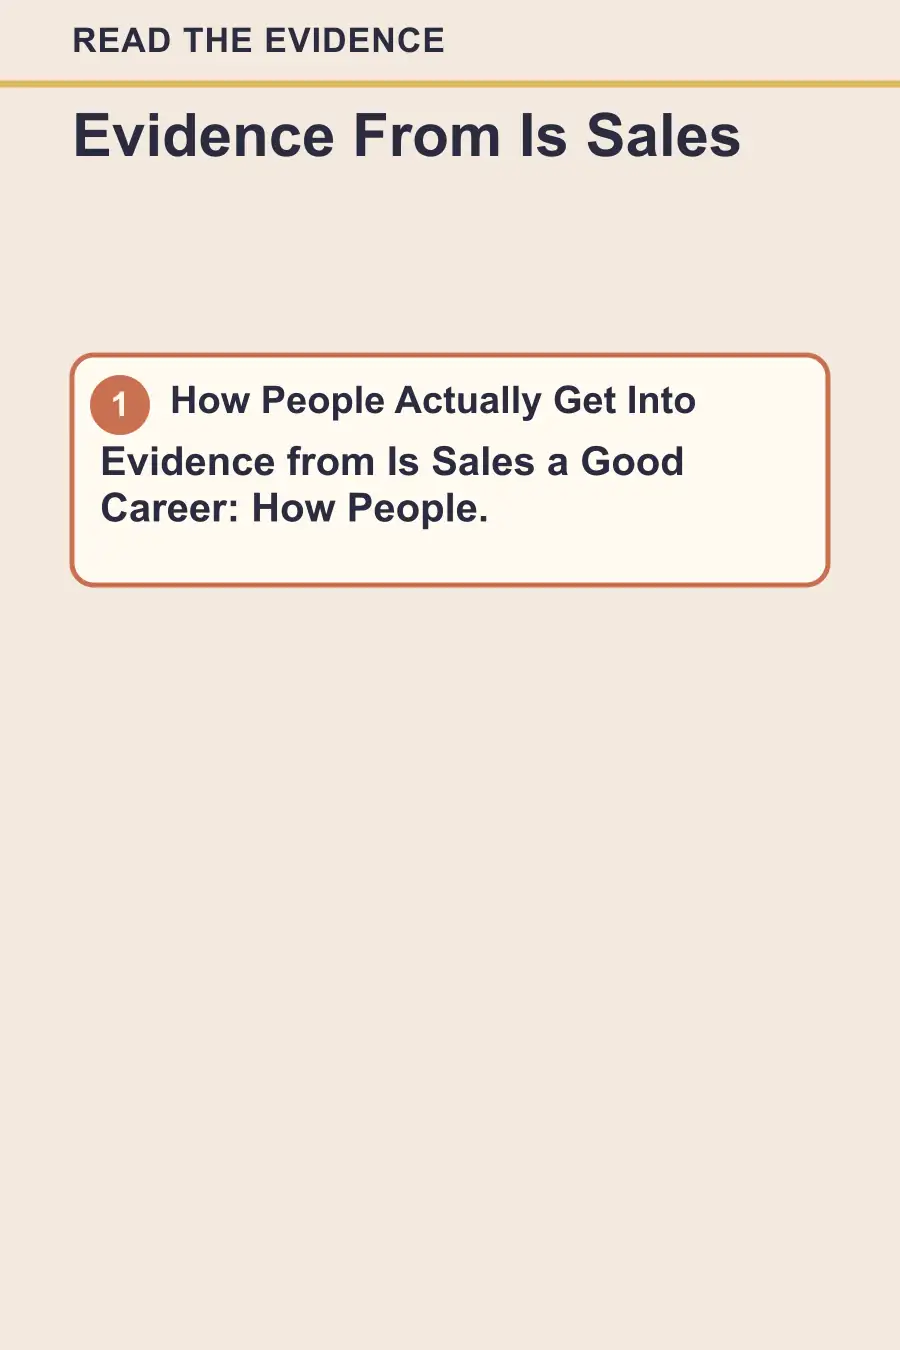 READ THE EVIDENCE
Evidence From Is Sales
1 How People Actually Get Into
Evidence from Is Sales a Good
Career: How People.